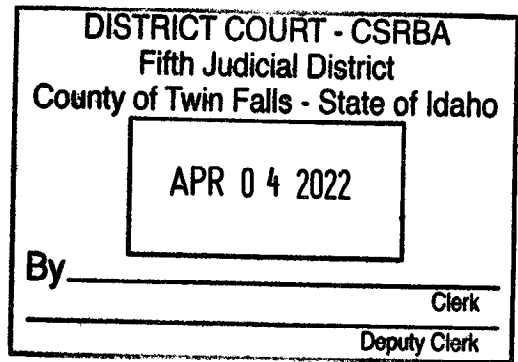 DISTRICT COURT - CSRBA
Fifth Judicial District
County of Twin Falls - State of Idaho
APR 04 2022
By
Clerk
Deputy Clerk